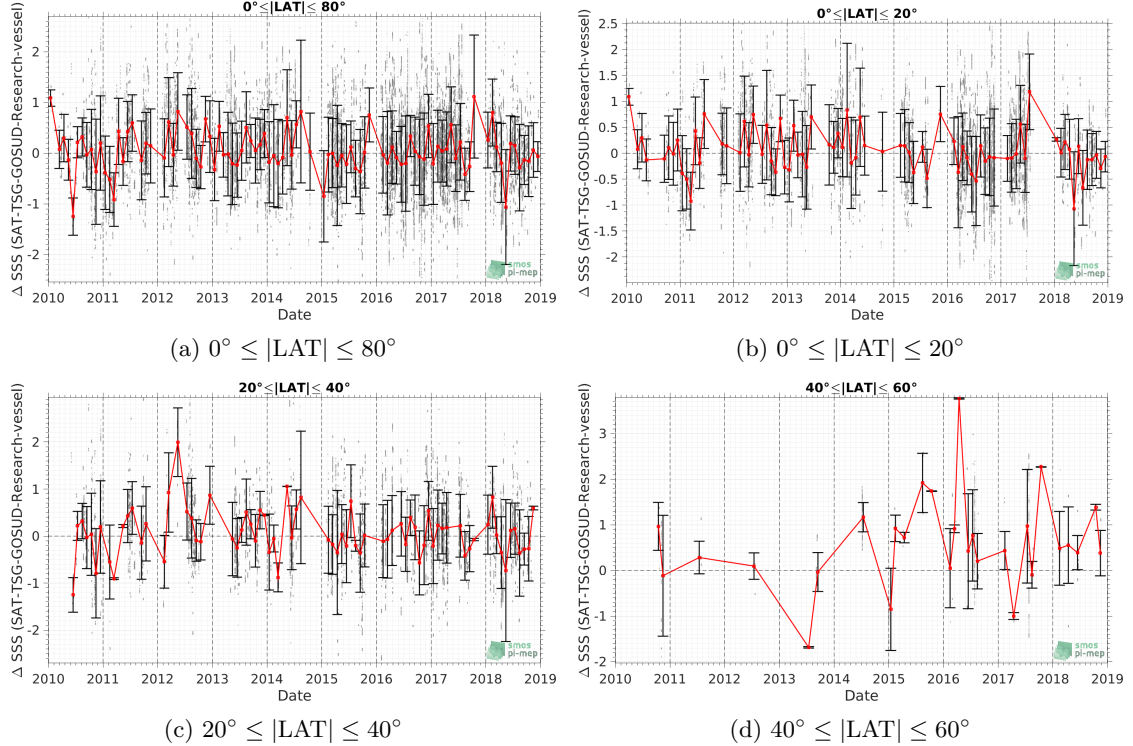 0°≤|LAT|≤ 80°
Δ SSS (SAT-TSG-GOSUD-Research-vessel)
2
1
0
-1
-2
2010 2011 2012 2013 2014 2015 2016 2017 2018 2019
Date
smos
pi-mep
(a) 0° ≤ |LAT| ≤ 80°
0°≤|LAT|≤ 20°
Δ SSS (SAT-TSG-GOSUD-Research-vessel)
2.5
2
1.5
1
0.5
0
-0.5
-1
-1.5
-2
2010 2011 2012 2013 2014 2015 2016 2017 2018 2019
Date
smos
pi-mep
(b) 0° ≤ |LAT| ≤ 20°
20°≤|LAT|≤ 40°
Δ SSS (SAT-TSG-GOSUD-Research-vessel)
2
1
0
-1
-2
2010 2011 2012 2013 2014 2015 2016 2017 2018 2019
Date
smos
pi-mep
(c) 20° ≤ |LAT| ≤ 40°
40°≤|LAT|≤ 60°
Δ SSS (SAT-TSG-GOSUD-Research-vessel)
3
2
1
0
-1
-2
2010 2011 2012 2013 2014 2015 2016 2017 2018 2019
Date
smos
pi-mep
(d) 40° ≤ |LAT| ≤ 60°